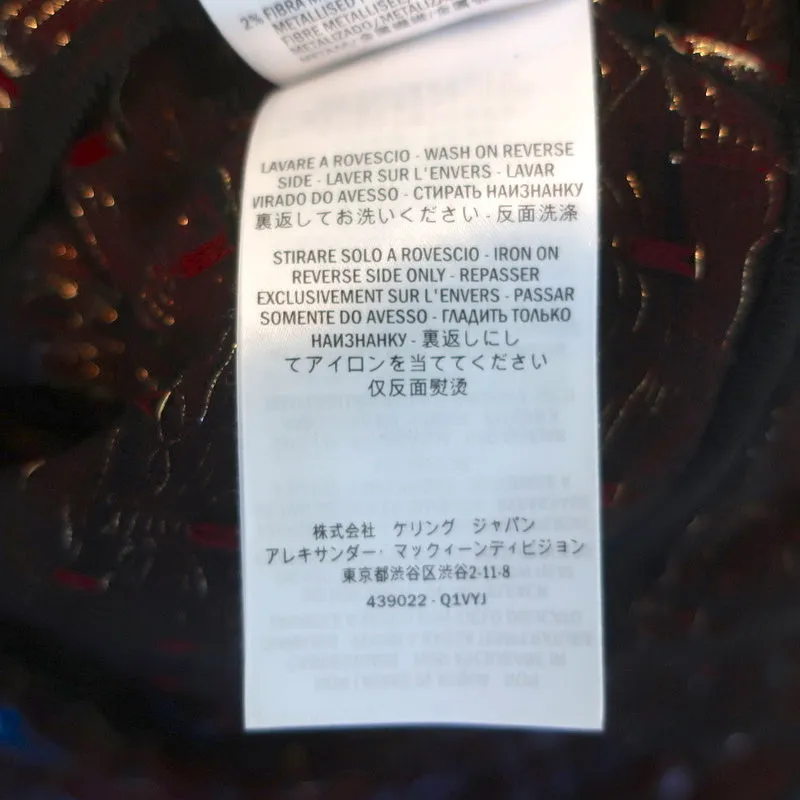 2% FIBRA
METALLISED
FIBRE METALLISÉE
METALIZADO
LAVARE A ROVESCIO - WASH ON REVERSE
SIDE - LAVER SUR L'ENVERS - LAVAR
VIRADO DO AVESSO - СТИРАТЬ НАИЗНАНКУ
裏返してお洗いください - 反面洗涤
STIRARE SOLO A ROVESCIO - IRON ON
REVERSE SIDE ONLY - REPASSER
EXCLUSIVEMENT SUR L'ENVERS - PASSAR
SOMENTE DO AVESSO - ГЛАДИТЬ ТОЛЬКО
НАИЗНАНКУ - 裏返しにし
てアイロンを当ててください
仅反面熨烫
株式会社 ケリング ジャパン
アレキサンダー・マックィーンディビジョン
東京都渋谷区渋谷2-11-8
439022 - Q1VYJ